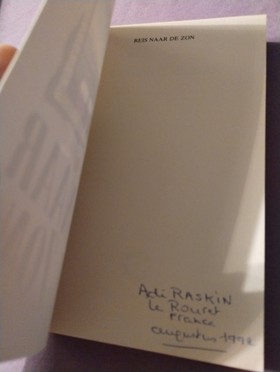 REIS NAAR DE ZON
Adi RASKIN
Le Rouret
France
augustus 1992